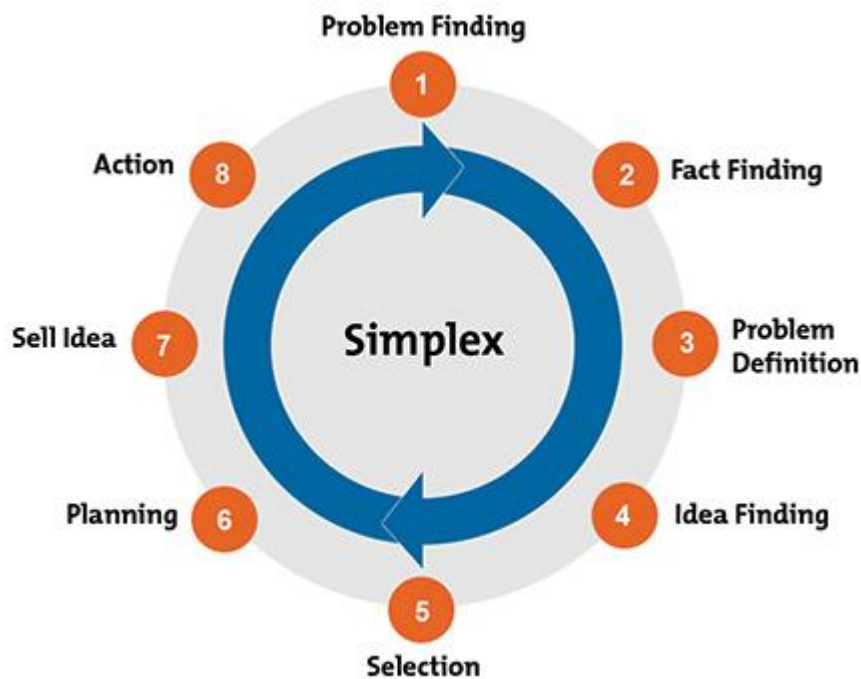 Problem Finding
1
2
Fact Finding
3
Problem
Definition
4
Idea Finding
5
Selection
6
Planning
7
Sell Idea
8
Action
Simplex